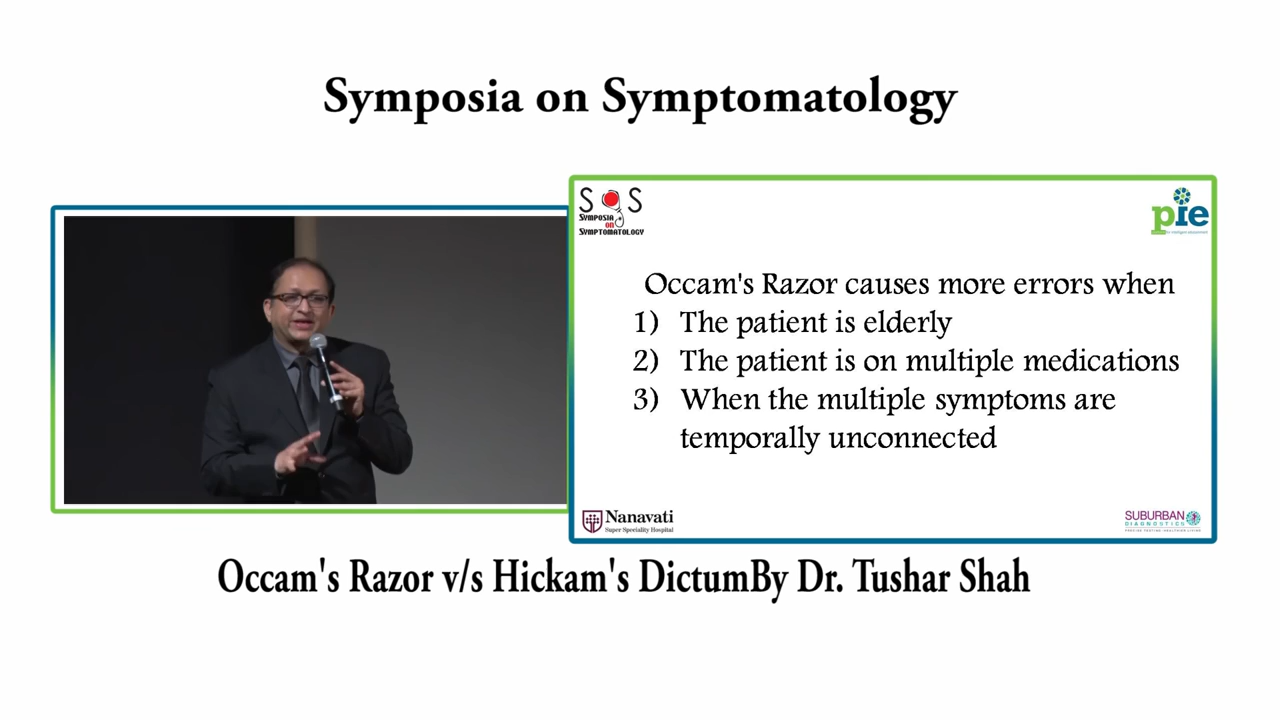 Symposia on Symptomatology
S S
SYMPOSIA
on
SYMPTOMATOLOGY
pie
Occam's Razor causes more errors when
1) The patient is elderly
2) The patient is on multiple medications
3) When the multiple symptoms are
temporally unconnected
Nanavati
Super Speciality Hospital
SUBURBAN
DIAGNOSTICS
Occam's Razor v/s Hickam's DictumBy Dr. Tushar Shah